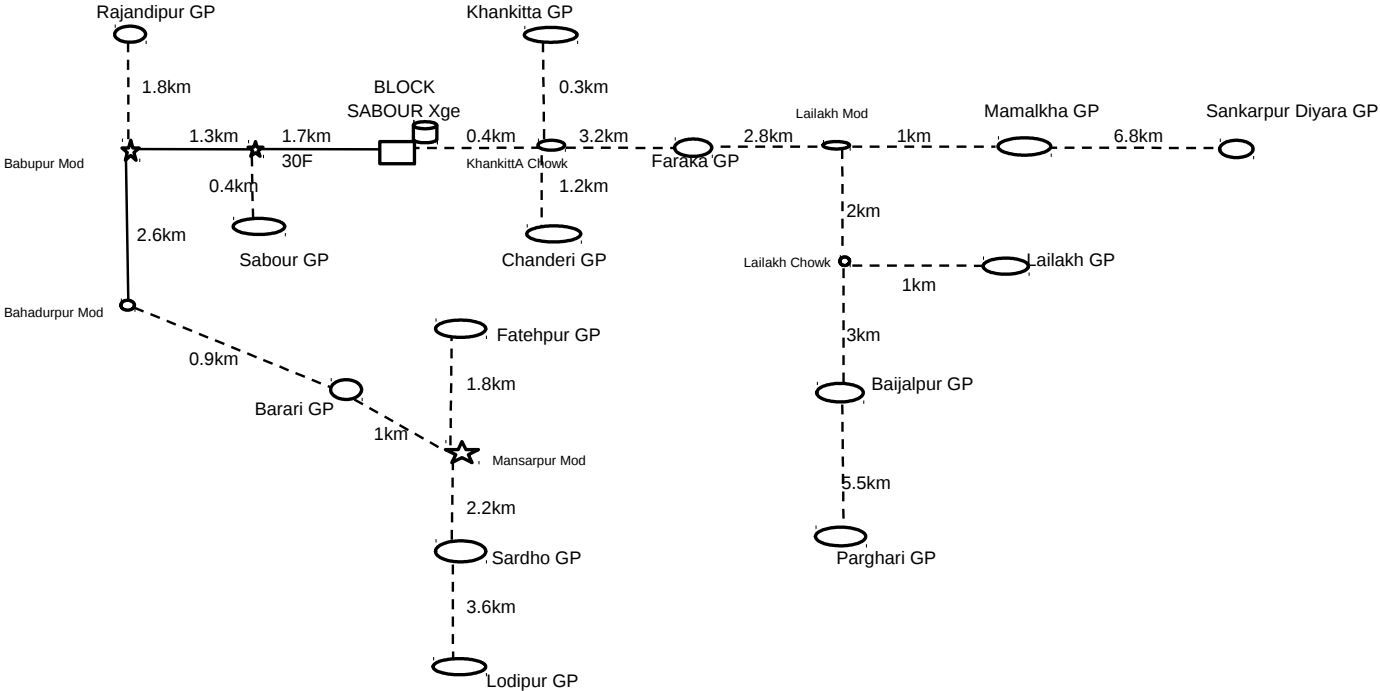 Rajandipur GP
Khankitta GP
1.8km
BLOCK
SABOUR Xge
0.3km
Lailakh Mod
Mamalkha GP
Sankarpur Diyara GP
1.3km
1.7km
0.4km
3.2km
2.8km
1km
6.8km
Babupur Mod
30F
KhankittA Chowk
Faraka GP
0.4km
1.2km
2km
2.6km
Sabour GP
Chanderi GP
Lailakh Chowk
Lailakh GP
1km
Bahadurpur Mod
Fatehpur GP
3km
0.9km
1.8km
Baijalpur GP
Barari GP
1km
Mansarpur Mod
5.5km
2.2km
Sardho GP
Parghari GP
3.6km
Lodipur GP